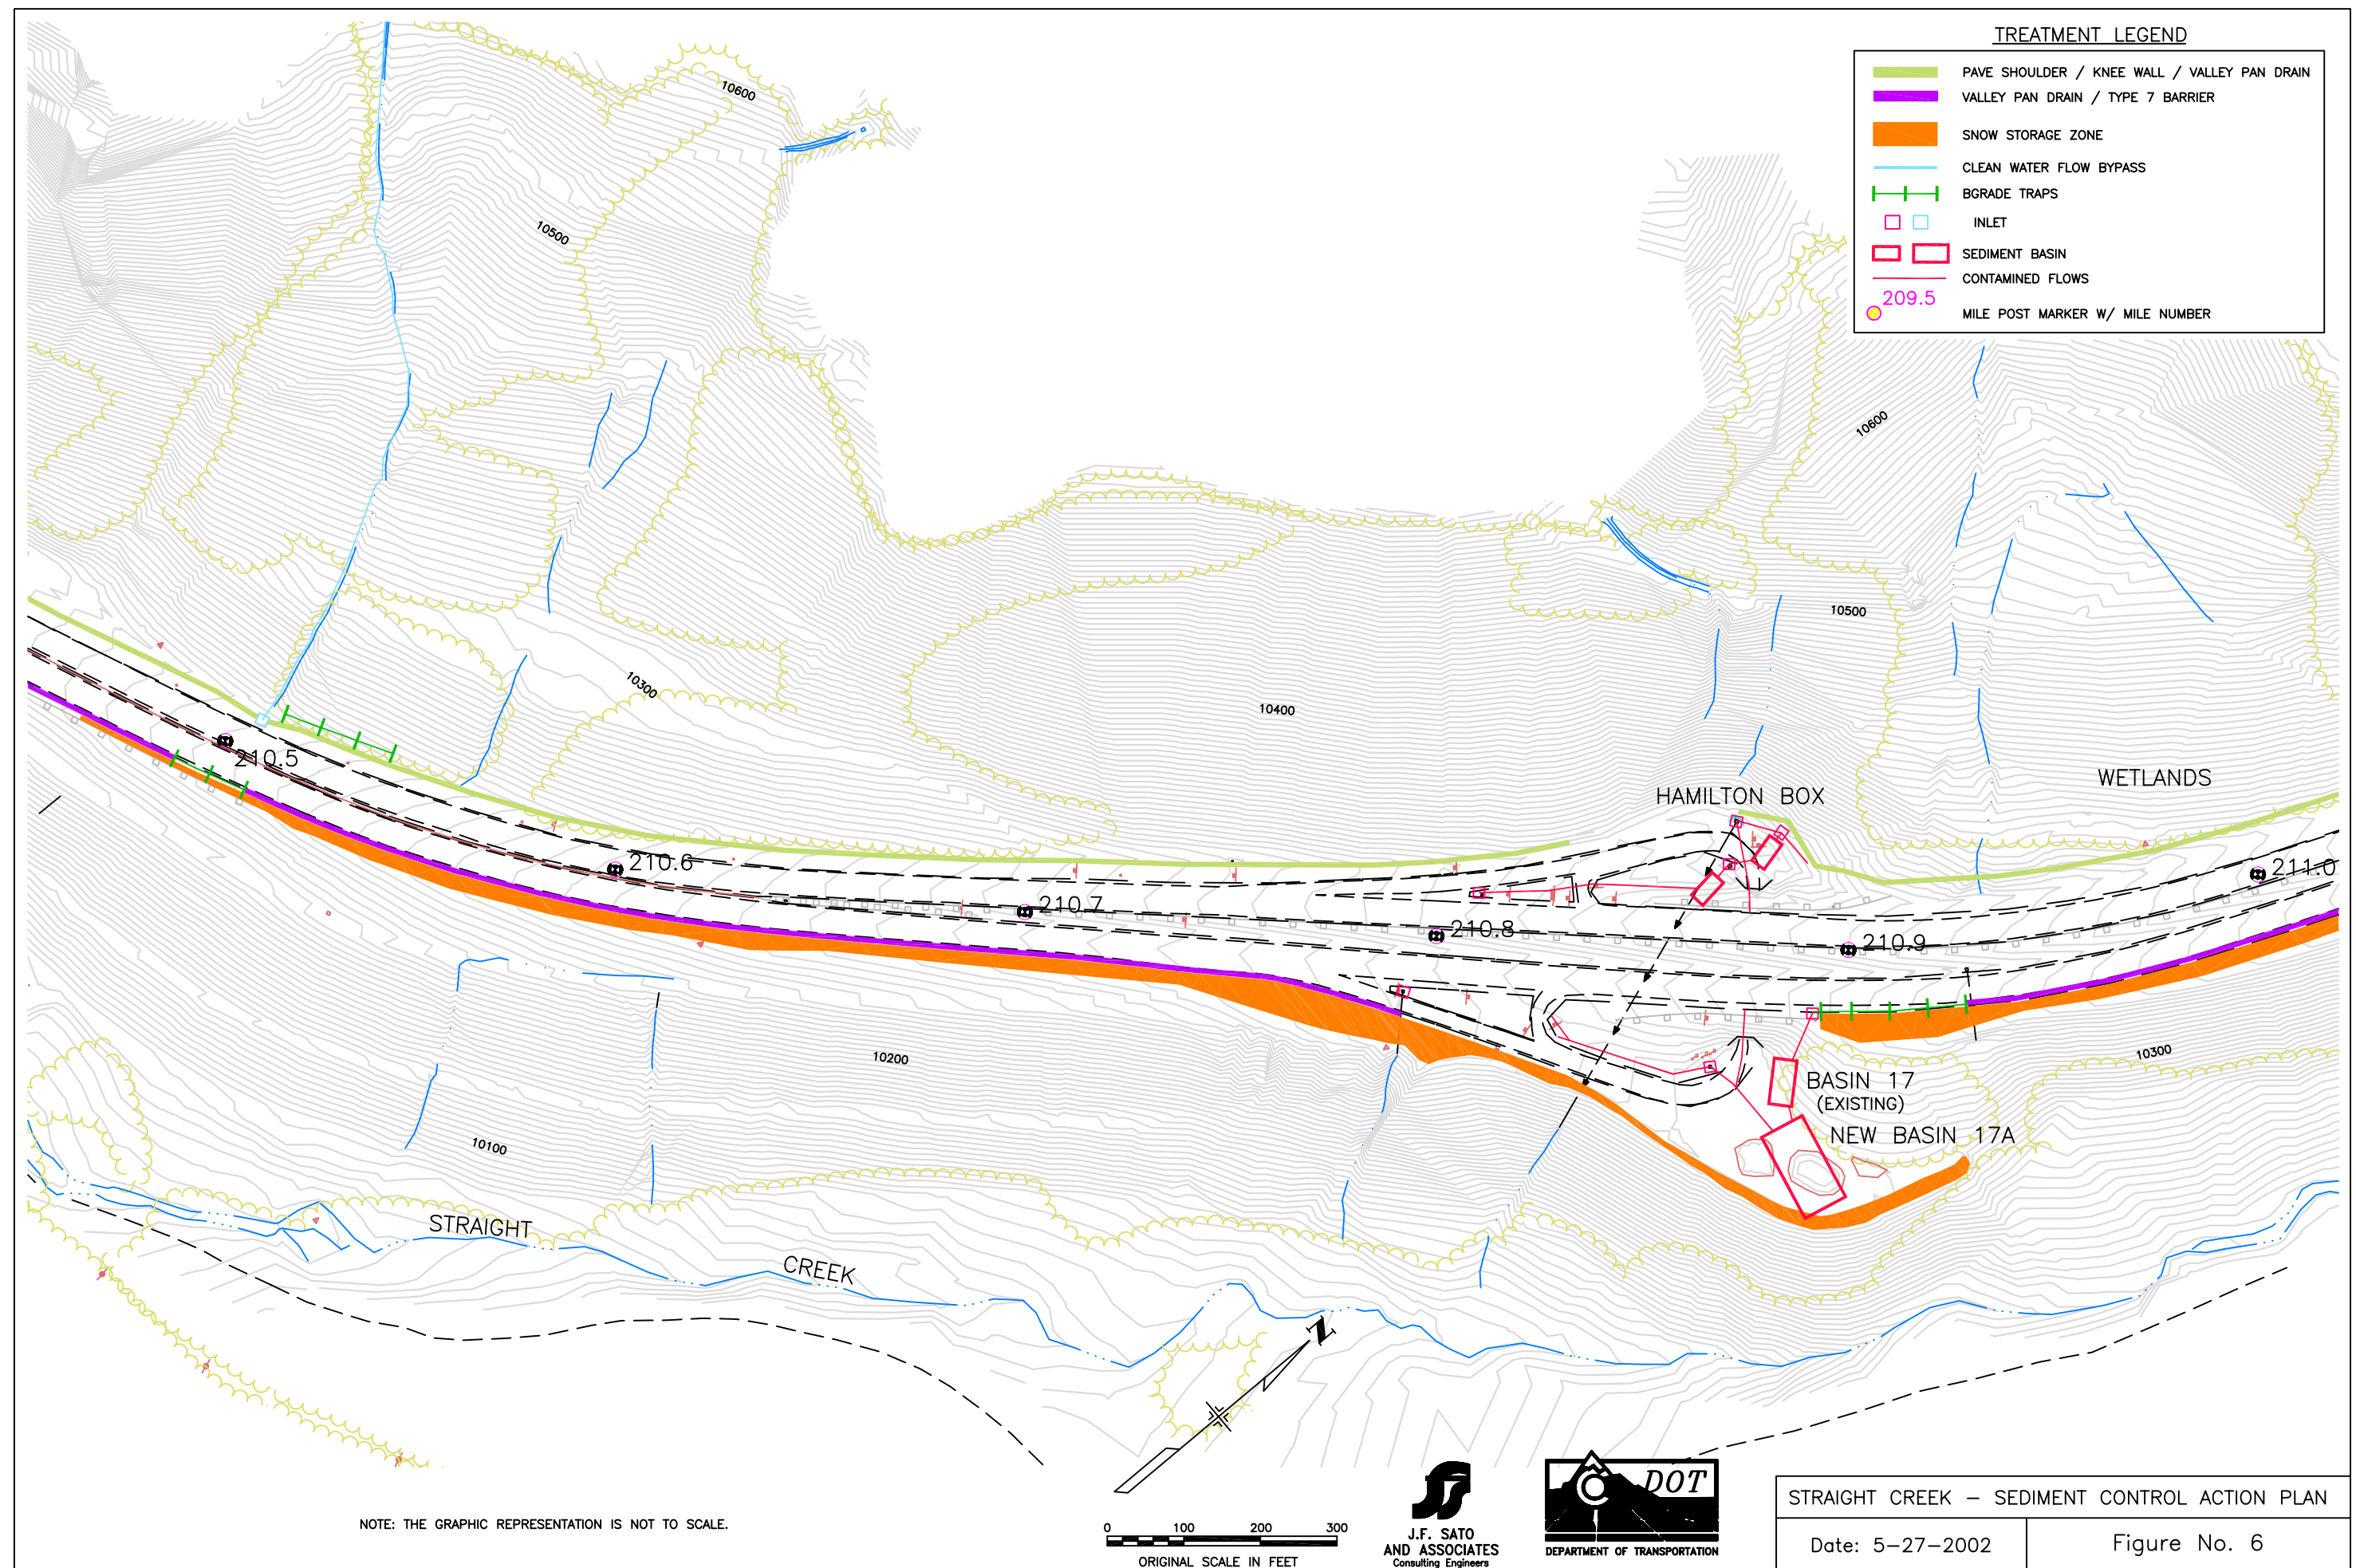 TREATMENT LEGEND
PAVE SHOULDER / KNEE WALL / VALLEY PAN DRAIN
VALLEY PAN DRAIN / TYPE 7 BARRIER
SNOW STORAGE ZONE
CLEAN WATER FLOW BYPASS
BGRADE TRAPS
INLET
SEDIMENT BASIN
CONTAMINED FLOWS
209.5
MILE POST MARKER W/ MILE NUMBER
10600
10500
10600
10500
10300
10400
WETLANDS
HAMILTON BOX
210.5
210.6
210.7
210.8
210.9
211.0
10200
10300
BASIN 17
(EXISTING)
NEW BASIN 17A
10100
STRAIGHT
CREEK
N
NOTE: THE GRAPHIC REPRESENTATION IS NOT TO SCALE.
0 100 200 300
ORIGINAL SCALE IN FEET
J.F. SATO
AND ASSOCIATES
Consulting Engineers
DOT
DEPARTMENT OF TRANSPORTATION
STRAIGHT CREEK – SEDIMENT CONTROL ACTION PLAN
Date: 5-27-2002
Figure No. 6